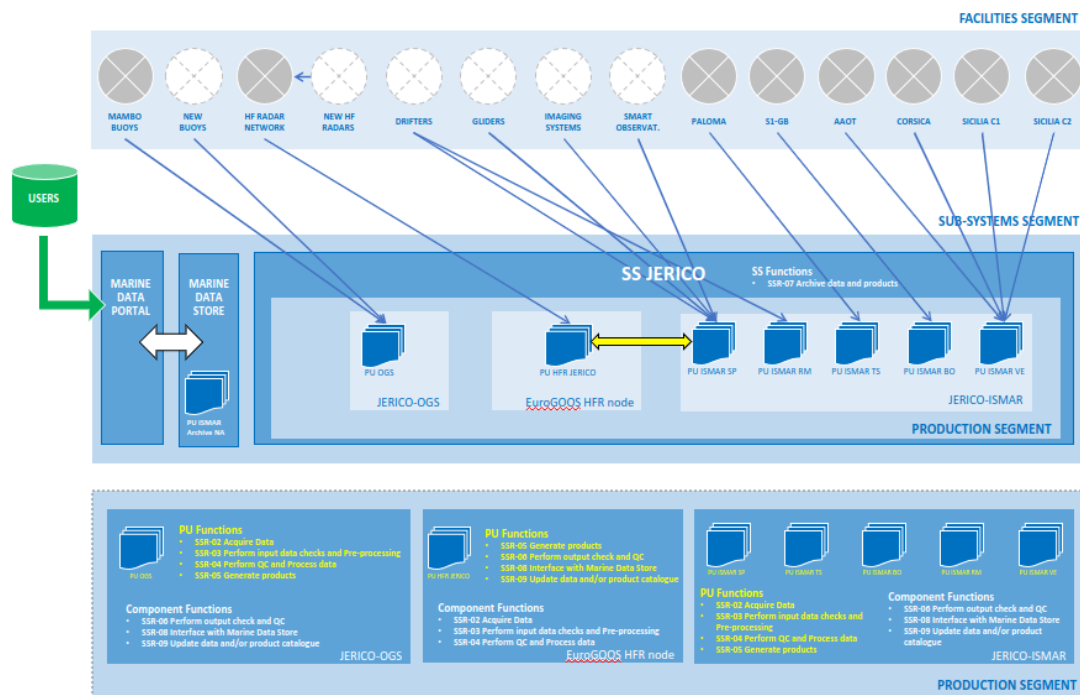 FACILITIES SEGMENT
MAMBO
BUOYS
NEW
BUOYS
HF RADAR
NETWORK
NEW HF
RADARS
DRIFTERS
GLIDERS
IMAGING
SYSTEMS
SMART
OBSERVAT.
PALOMA
S1-GB
AAOT
CORSICA
SICILIA C1
SICILIA C2
USERS
SUB-SYSTEMS SEGMENT
MARINE
DATA
PORTAL
MARINE
DATA
STORE
PU ISMAR
Archive NA
SS JERICO
SS Functions
• SSR-07 Archive data and products
PU OGS
JERICO-OGS
PU HFR JERICO
EuroGOOS HFR node
PU ISMAR SP
PU ISMAR RM
PU ISMAR TS
PU ISMAR BO
PU ISMAR VE
JERICO-ISMAR
PRODUCTION SEGMENT
PU OGS
PU Functions
• SSR-02 Acquire Data
• SSR-03 Perform input data checks and Pre-processing
• SSR-04 Perform QC and Process data
• SSR-05 Generate products
Component Functions
• SSR-06 Perform output check and QC
• SSR-08 Interface with Marine Data Store
• SSR-09 Update data and/or product catalogue
JERICO-OGS
PU HFR JERICO
PU Functions
• SSR-05 Generate products
• SSR-06 Perform output check and QC
• SSR-08 Interface with Marine Data Store
• SSR-09 Update data and/or product catalogue
Component Functions
• SSR-02 Acquire Data
• SSR-03 Perform input data checks and Pre-processing
• SSR-04 Perform QC and Process data
EuroGOOS HFR node
PU ISMAR SP
PU ISMAR TS
PU ISMAR BO
PU ISMAR RM
PU ISMAR VE
PU Functions
• SSR-02 Acquire Data
• SSR-03 Perform input data checks and
Pre-processing
• SSR-04 Perform QC and Process data
• SSR-05 Generate products
Component Functions
• SSR-06 Perform output check and QC
• SSR-08 Interface with Marine Data Store
• SSR-09 Update data and/or product
catalogue
JERICO-ISMAR
PRODUCTION SEGMENT